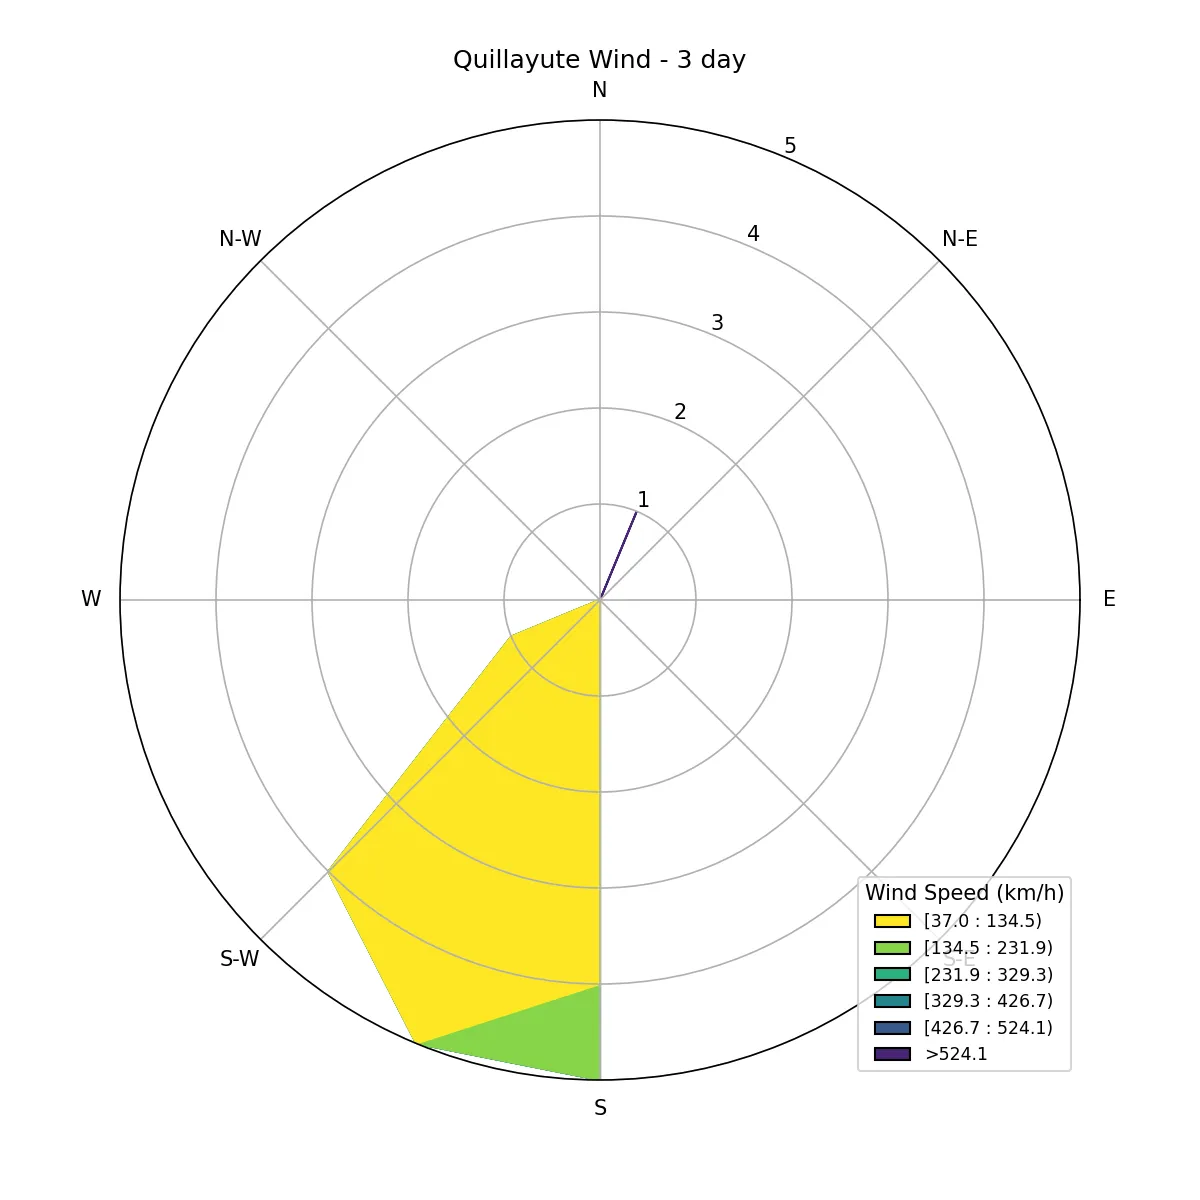 Quillayute Wind - 3 day
N
5
N-W
N-E
4
3
2
1
W
E
S-W
S-E
S
Wind Speed (km/h)
[37.0 : 134.5)
[134.5 : 231.9)
[231.9 : 329.3)
[329.3 : 426.7)
[426.7 : 524.1)
>524.1